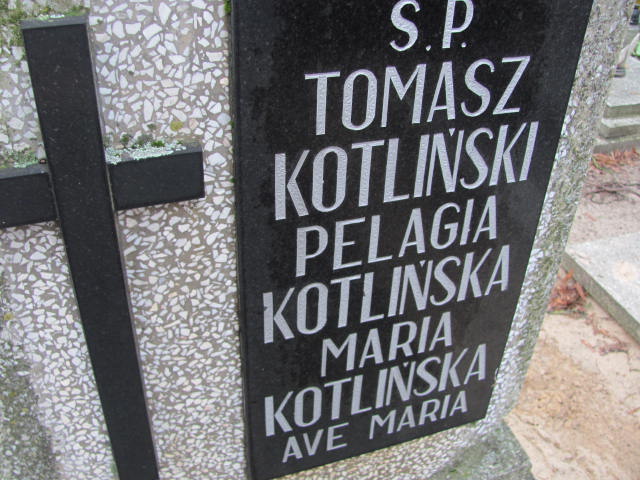 Ś.P.
TOMASZ
KOTLIŃSKI
PELAGIA
KOTLIŃSKA
MARIA
KOTLIŃSKA
AVE MARIA